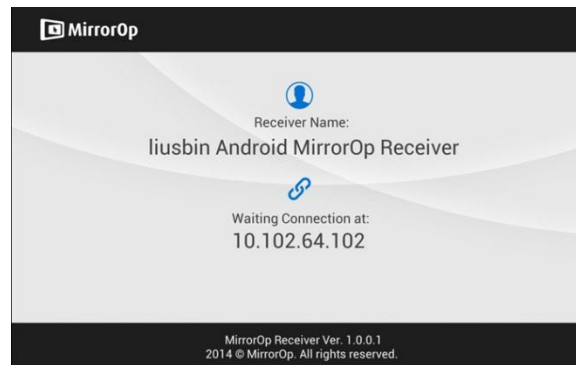 MirrorOp
Receiver Name:
liusbin Android MirrorOp Receiver
Waiting Connection at:
10.102.64.102
MirrorOp Receiver Ver. 1.0.0.1
2014 © MirrorOp. All rights reserved.